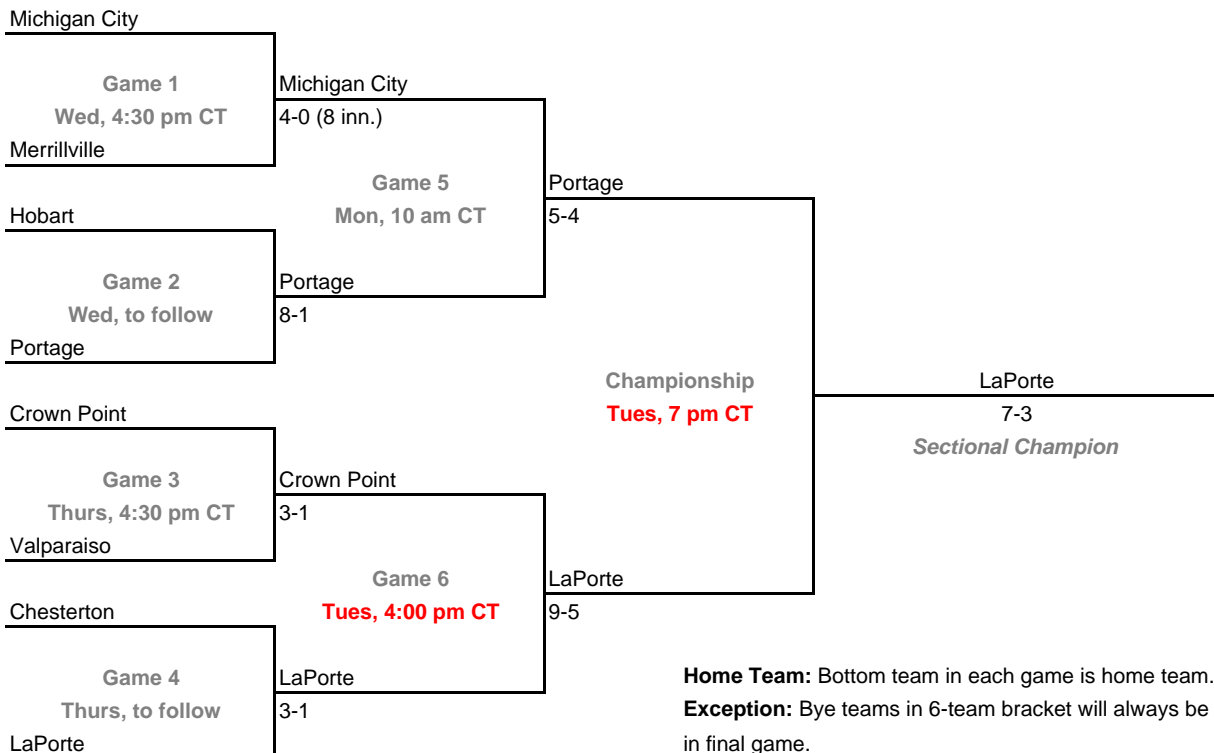 Michigan City
Game 1
Wed, 4:30 pm CT
Merrillville
Michigan City
4-0 (8 inn.)
Hobart
Game 2
Wed, to follow
Portage
Portage
8-1
Game 5
Mon, 10 am CT
Portage
5-4
Crown Point
Game 3
Thurs, 4:30 pm CT
Valparaiso
Crown Point
3-1
Chesterton
Game 4
Thurs, to follow
LaPorte
LaPorte
3-1
Game 6
Tues, 4:00 pm CT
LaPorte
9-5
Championship
Tues, 7 pm CT
LaPorte
7-3
Sectional Champion
Home Team: Bottom team in each game is home team.
Exception: Bye teams in 6-team bracket will always be
in final game.